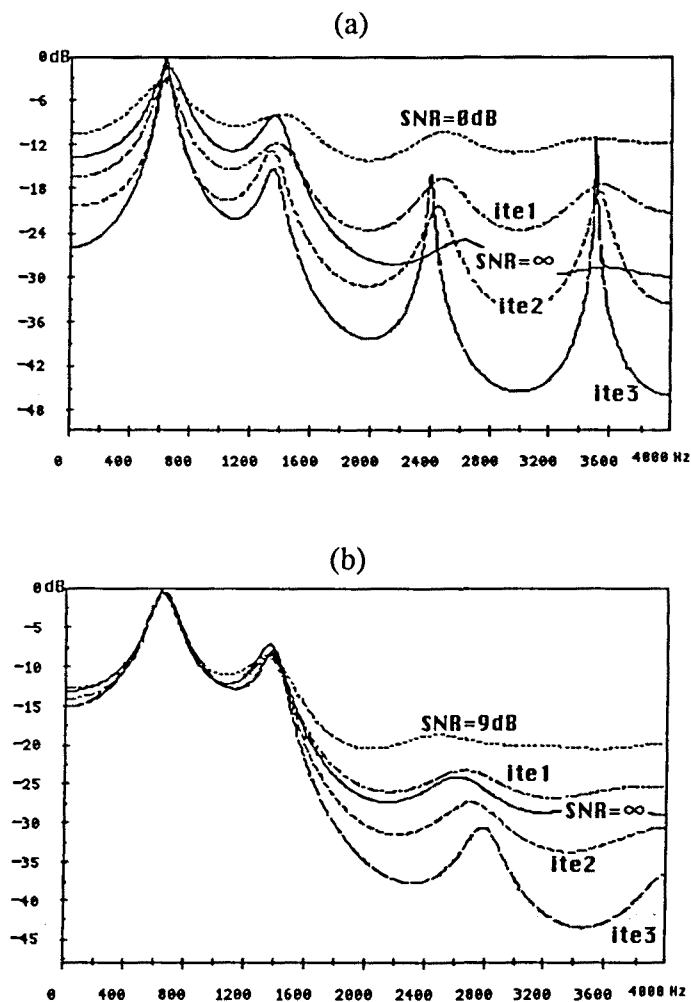 (a)
0dB
-6
-12
-18
-24
-30
-36
-42
-48
SNR=0dB
ite1
SNR=∞
ite2
ite3
0 400 800 1200 1600 2000 2400 2800 3200 3600 4000 Hz
(b)
0dB
-5
-10
-15
-20
-25
-30
-35
-40
-45
SNR=9dB
ite1
SNR=∞
ite2
ite3
0 400 800 1200 1600 2000 2400 2800 3200 3600 4000 Hz